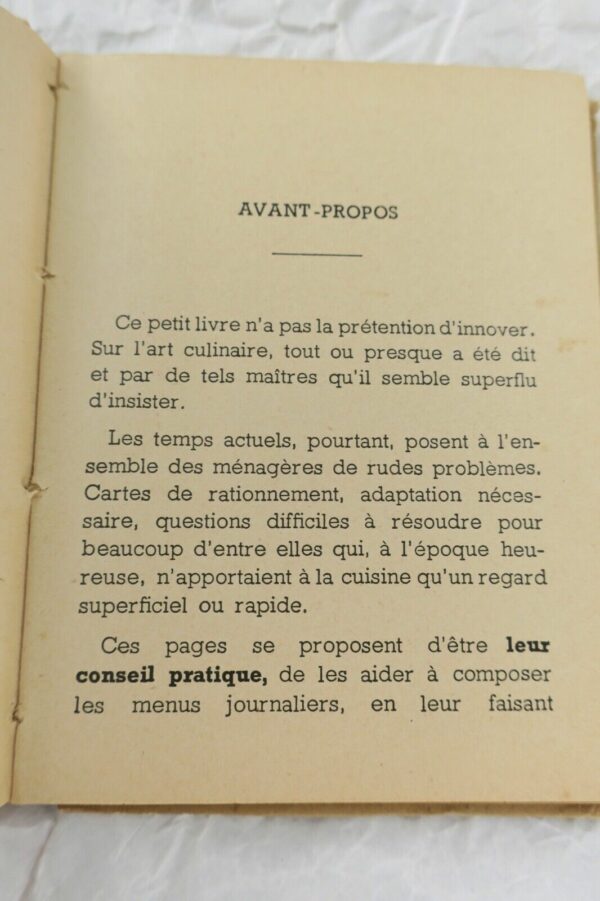 AVANT-PROPOS
Ce petit livre n'a pas la prétention d'innover.
Sur l'art culinaire, tout ou presque a été dit
et par de tels maîtres qu'il semble superflu
d'insister.
Les temps actuels, pourtant, posent à l'en-
semble des ménagères de rudes problèmes.
Cartes de rationnement, adaptation néces-
saire, questions difficiles à résoudre pour
beaucoup d'entre elles qui, à l'époque heu-
reuse, n'apportaient à la cuisine qu'un regard
superficiel ou rapide.
Ces pages se proposent d'être leur
conseil pratique, de les aider à composer
les menus journaliers, en leur faisant